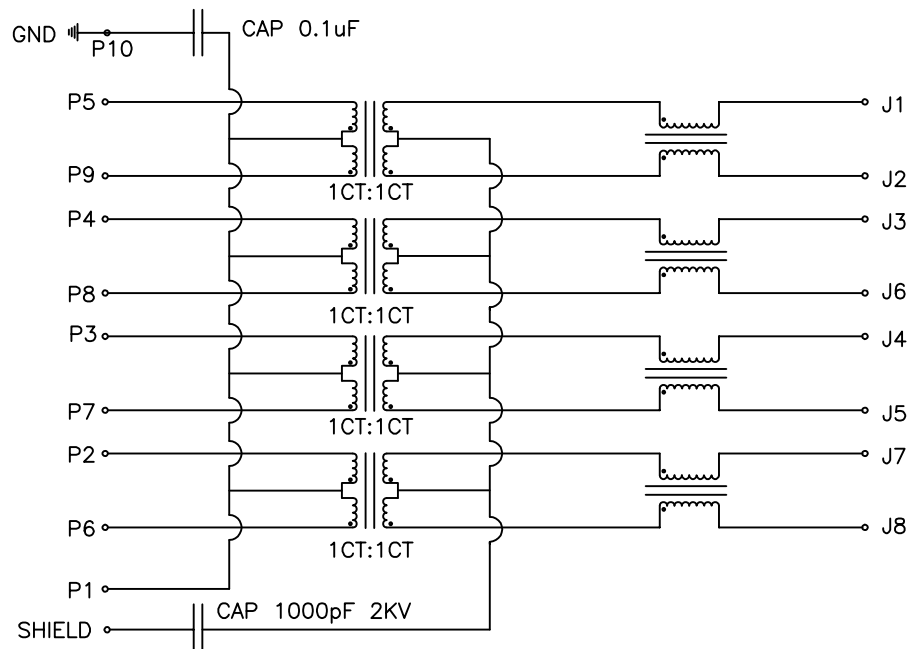 CAP 0.1uF
GND
P10
P5
J1
P9
J2
1CT:1CT
P4
J3
P8
J6
1CT:1CT
P3
J4
P7
J5
1CT:1CT
P2
J7
P6
J8
1CT:1CT
P1
CAP 1000pF 2KV
SHIELD